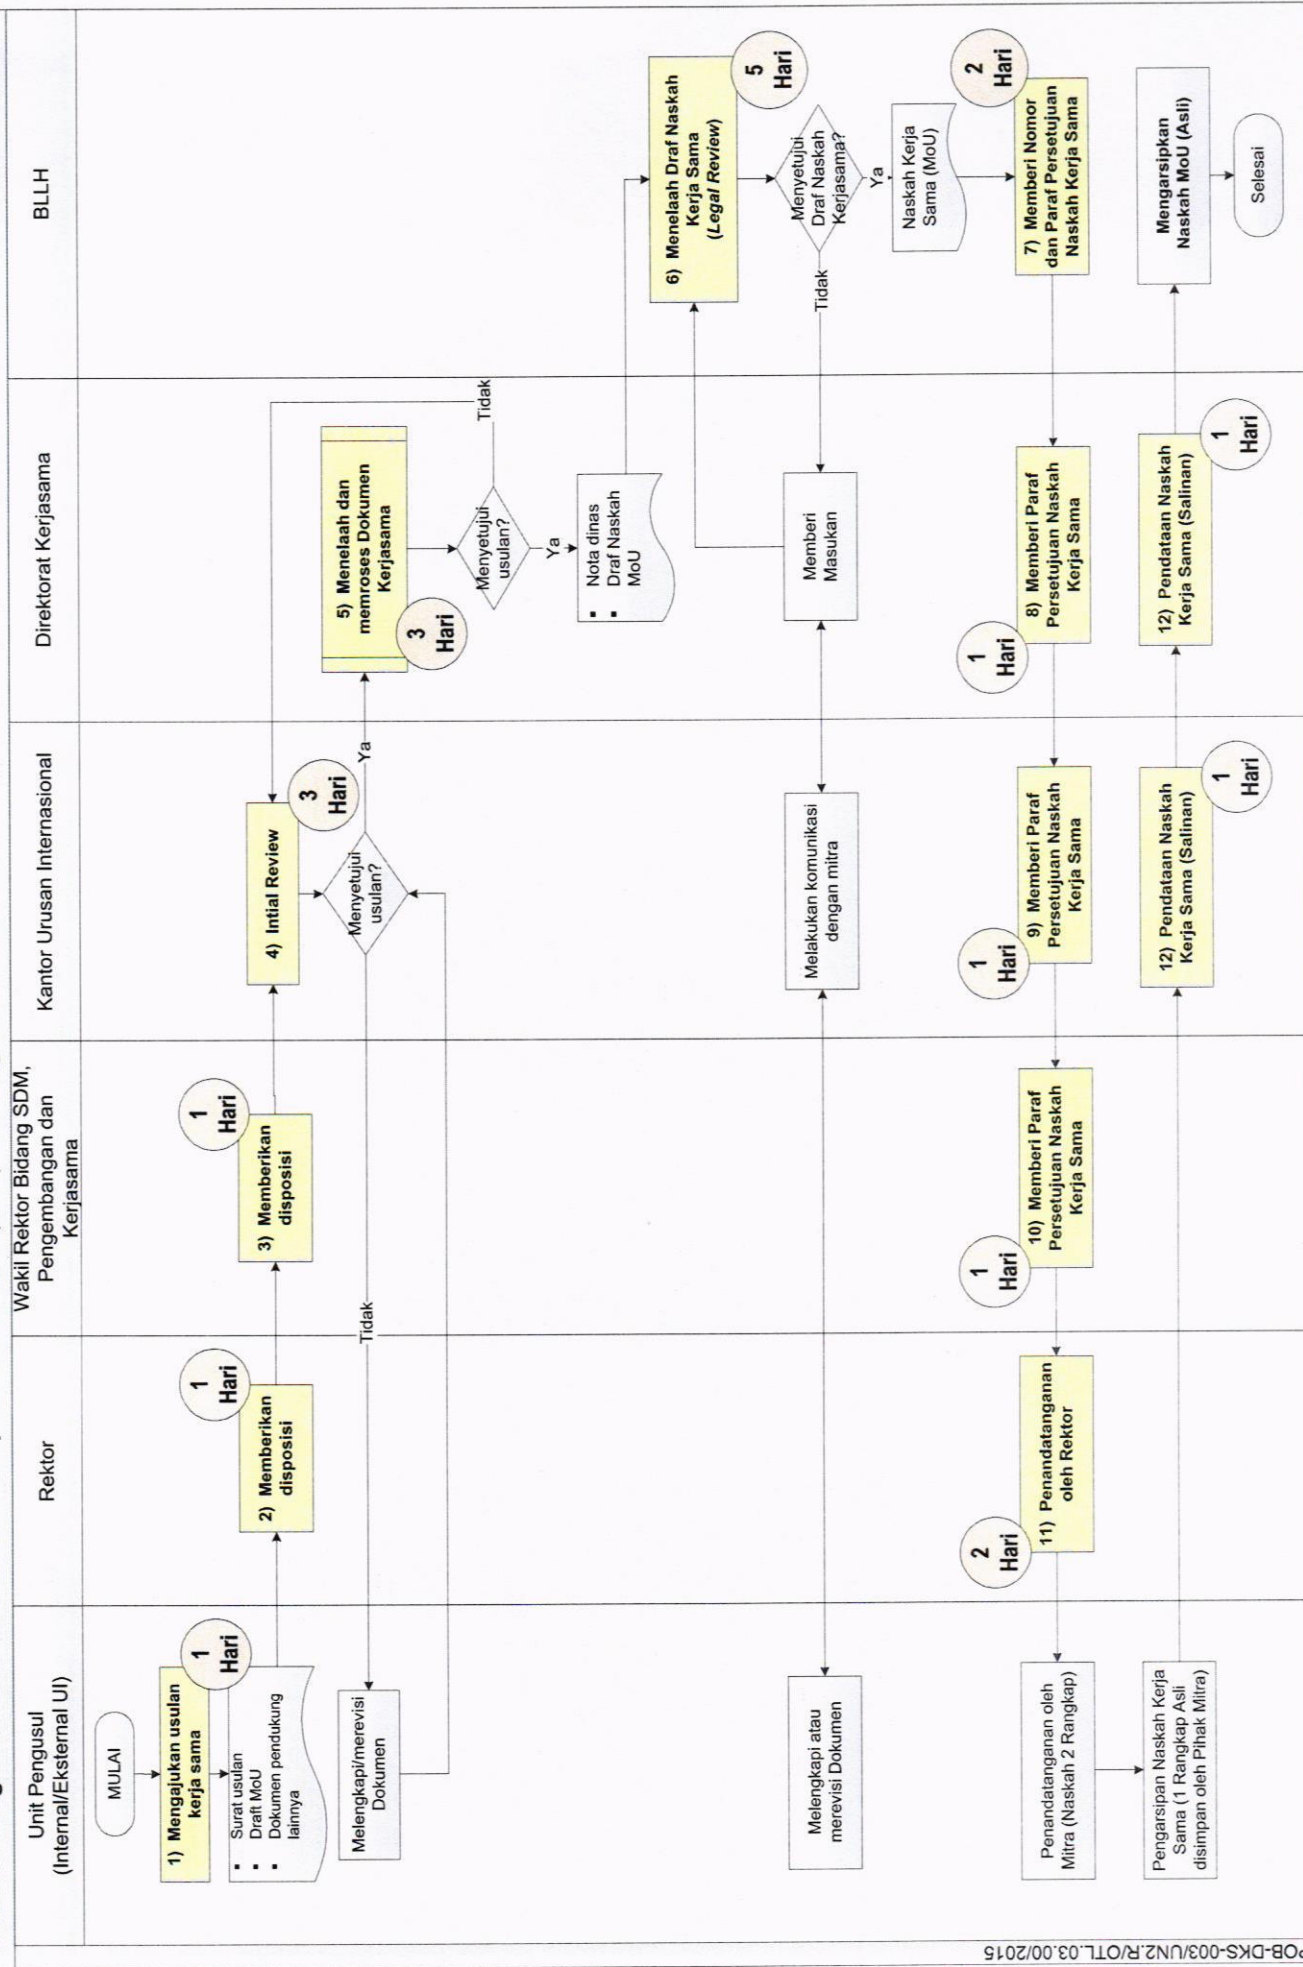 Unit Pengusul
(Internal/Eksternal UI)
Rektor
Wakil Rektor Bidang SDM,
Pengembangan dan
Kerjasama
Kantor Urusan Internasional
Direktorat Kerjasama
BLLH
MULAI
1) Mengajukan usulan
kerja sama
1
Hari
▪ Surat usulan
▪ Draft MoU
▪ Dokumen pendukung
lainnya
2) Memberikan
disposisi
1
Hari
3) Memberikan
disposisi
1
Hari
4) Intial Review
3
Hari
Menyetujui
usulan?
Ya
Tidak
Melengkapi/merevisi
Dokumen
5) Menelaah dan
memroses Dokumen
Kerjasama
3
Hari
Menyetujui
usulan?
Tidak
Ya
▪ Nota dinas
▪ Draf Naskah
MoU
6) Menelaah Draf Naskah
Kerja Sama
(Legal Review)
5
Hari
Menyetujui
Draf Naskah
Kerjasama?
Tidak
Ya
Memberi
Masukan
Melakukan komunikasi
dengan mitra
Melengkapi atau
merevisi Dokumen
Naskah Kerja
Sama (MoU)
7) Memberi Nomor
dan Paraf Persetujuan
Naskah Kerja Sama
2
Hari
8) Memberi Paraf
Persetujuan Naskah
Kerja Sama
1
Hari
9) Memberi Paraf
Persetujuan Naskah
Kerja Sama
1
Hari
10) Memberi Paraf
Persetujuan Naskah
Kerja Sama
1
Hari
11) Penandatanganan
oleh Rektor
2
Hari
Penandatanganan oleh
Mitra (Naskah 2 Rangkap)
Pengarsipan Naskah Kerja
Sama (1 Rangkap Asli
disimpan oleh Pihak Mitra)
12) Pendataan Naskah
Kerja Sama (Salinan)
1
Hari
12) Pendataan Naskah
Kerja Sama (Salinan)
1
Hari
Mengarsipkan
Naskah MoU (Asli)
Selesai
POB-DKS-003/UN2.R/OTL.03.00/2015